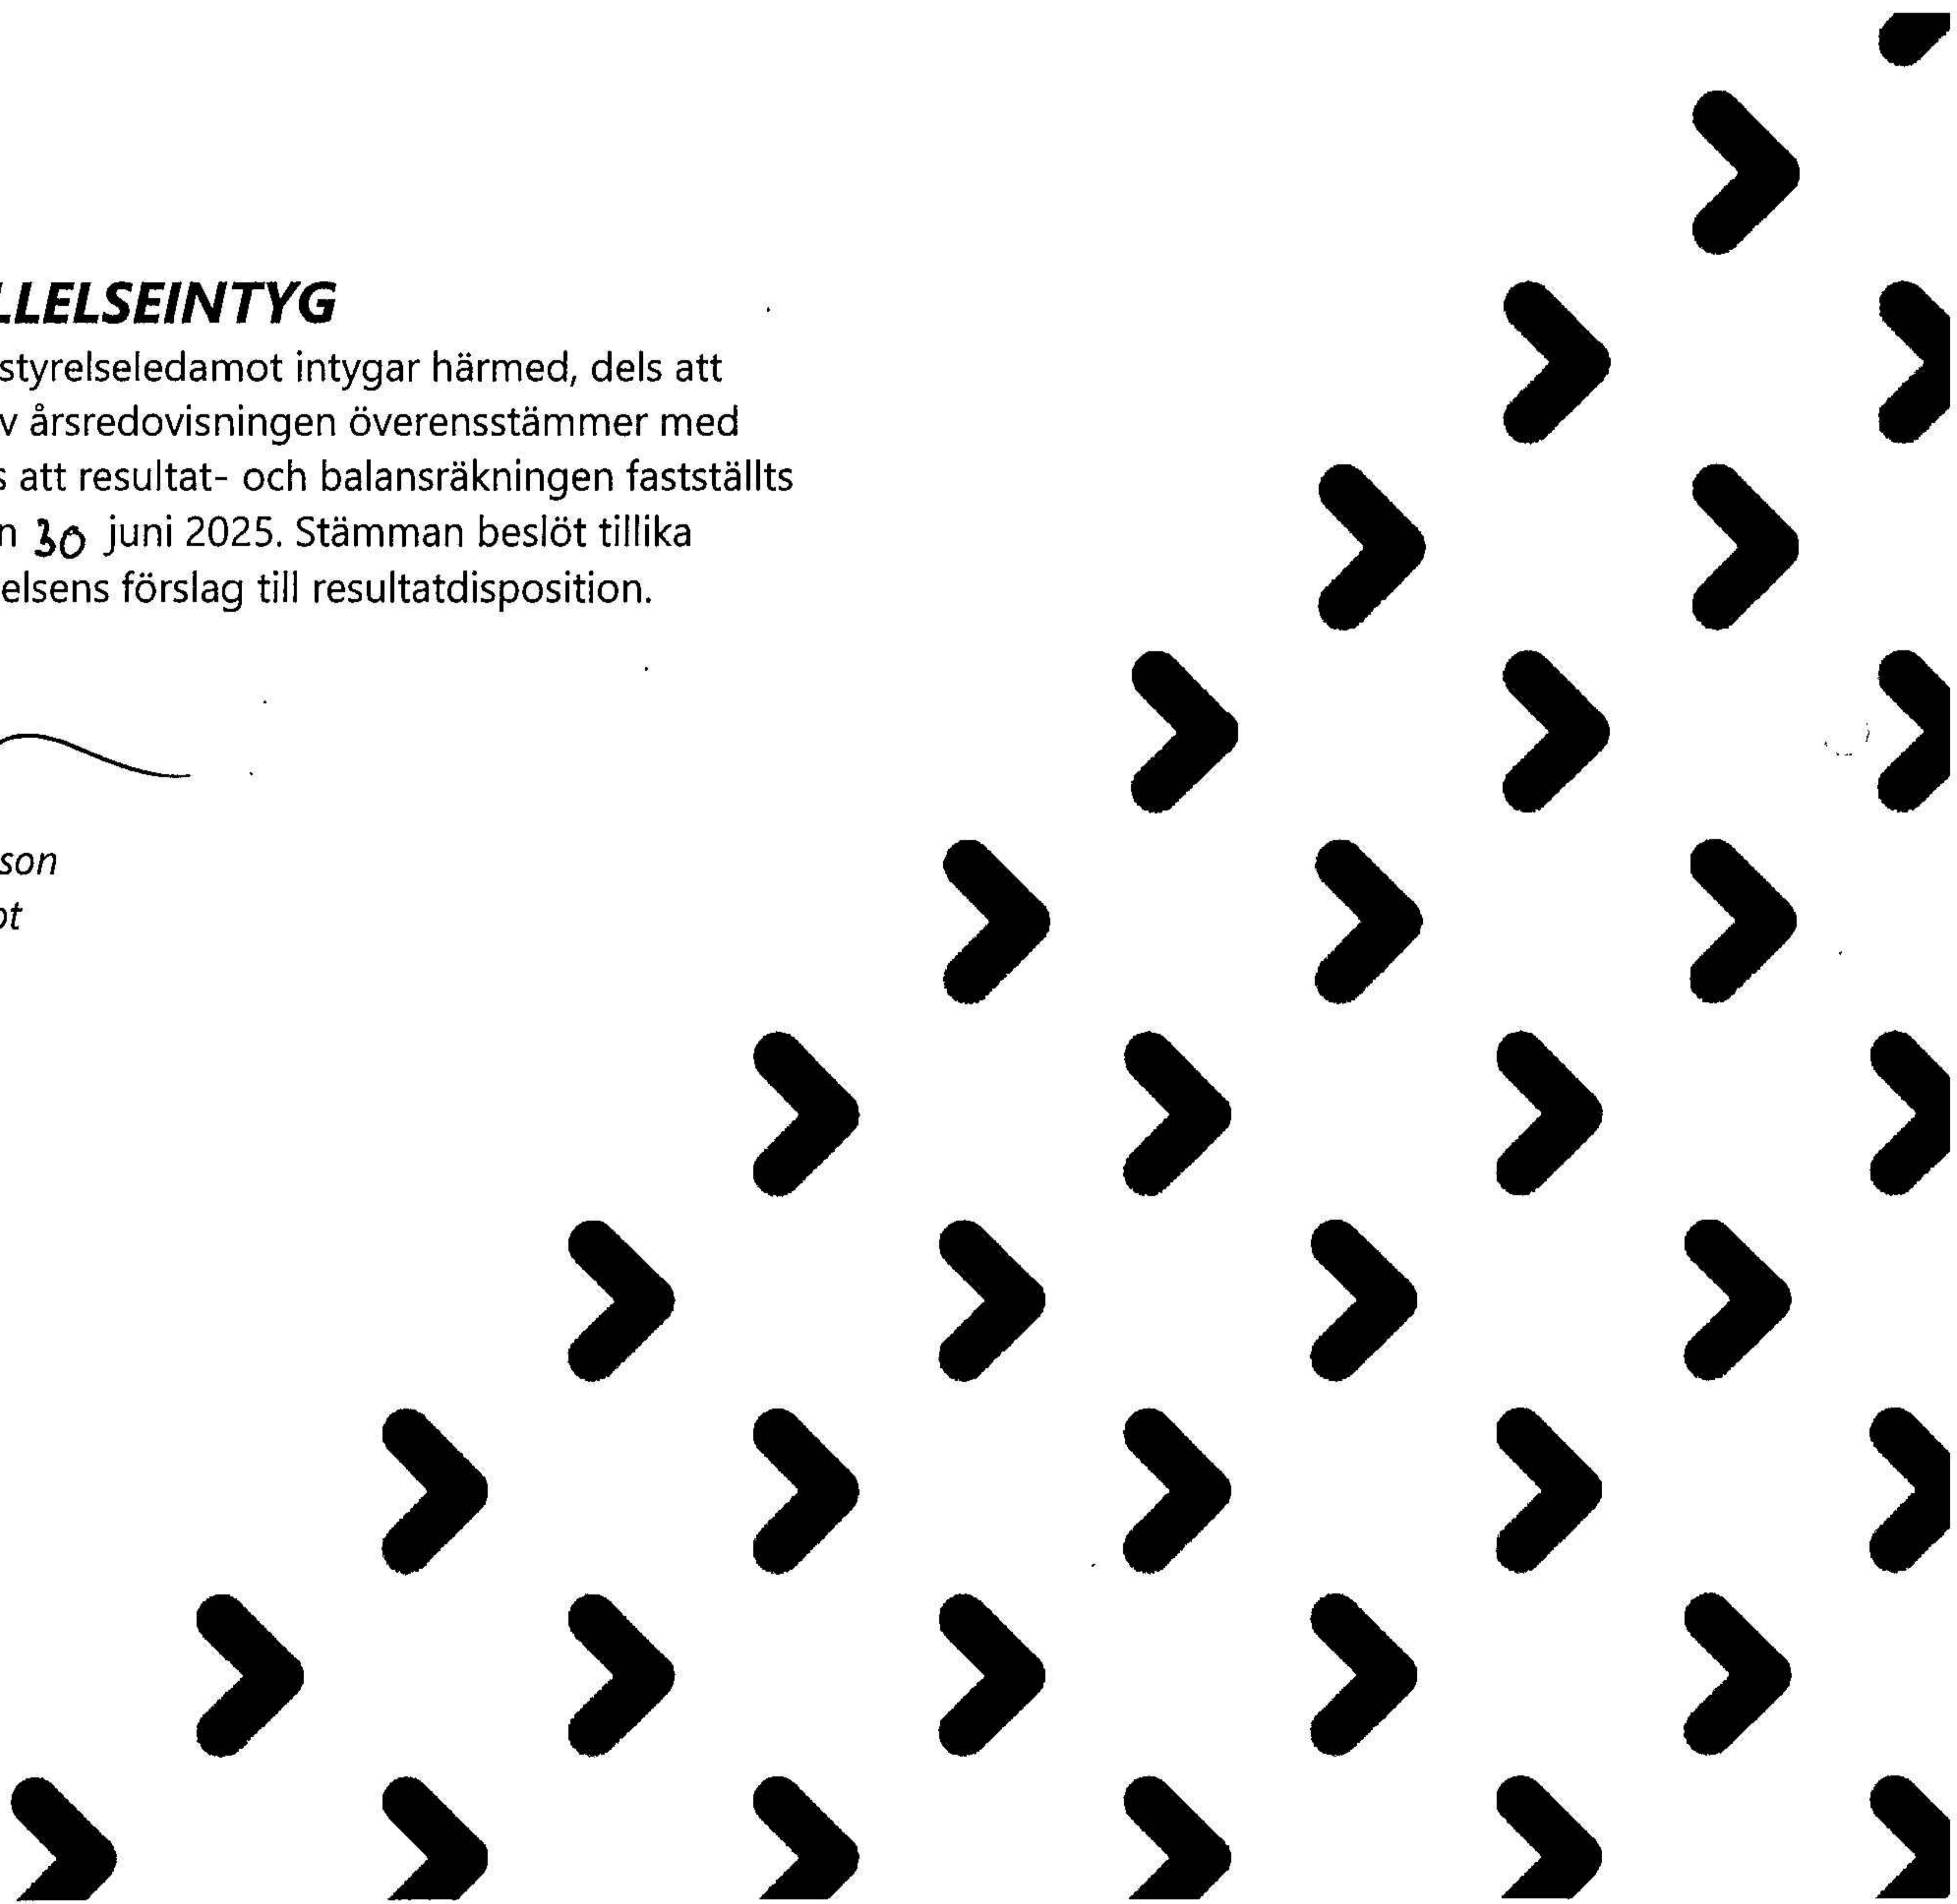 LLELSEINTYG
styrelseledamot intygar härmed, dels att
v årsredovisningen överensstämmer med
s att resultat- och balansräkningen fastställts
n 30 juni 2025. Stämman beslöt tillika
elsens förslag till resultatdisposition.
son
ot